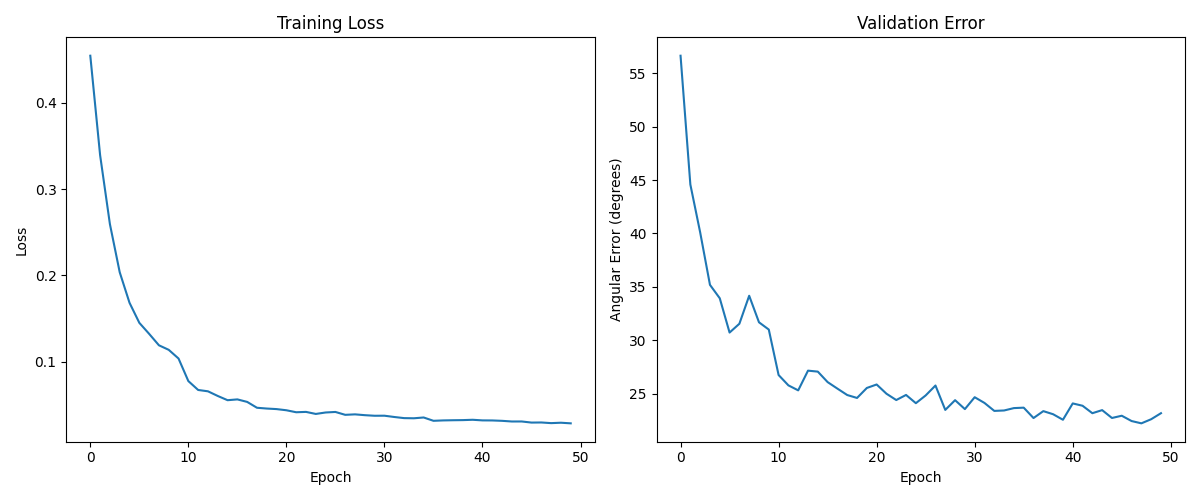 Training Loss
Loss
0.4
0.3
0.2
0.1
0 10 20 30 40 50
Epoch
Validation Error
Angular Error (degrees)
55
50
45
40
35
30
25
0 10 20 30 40 50
Epoch